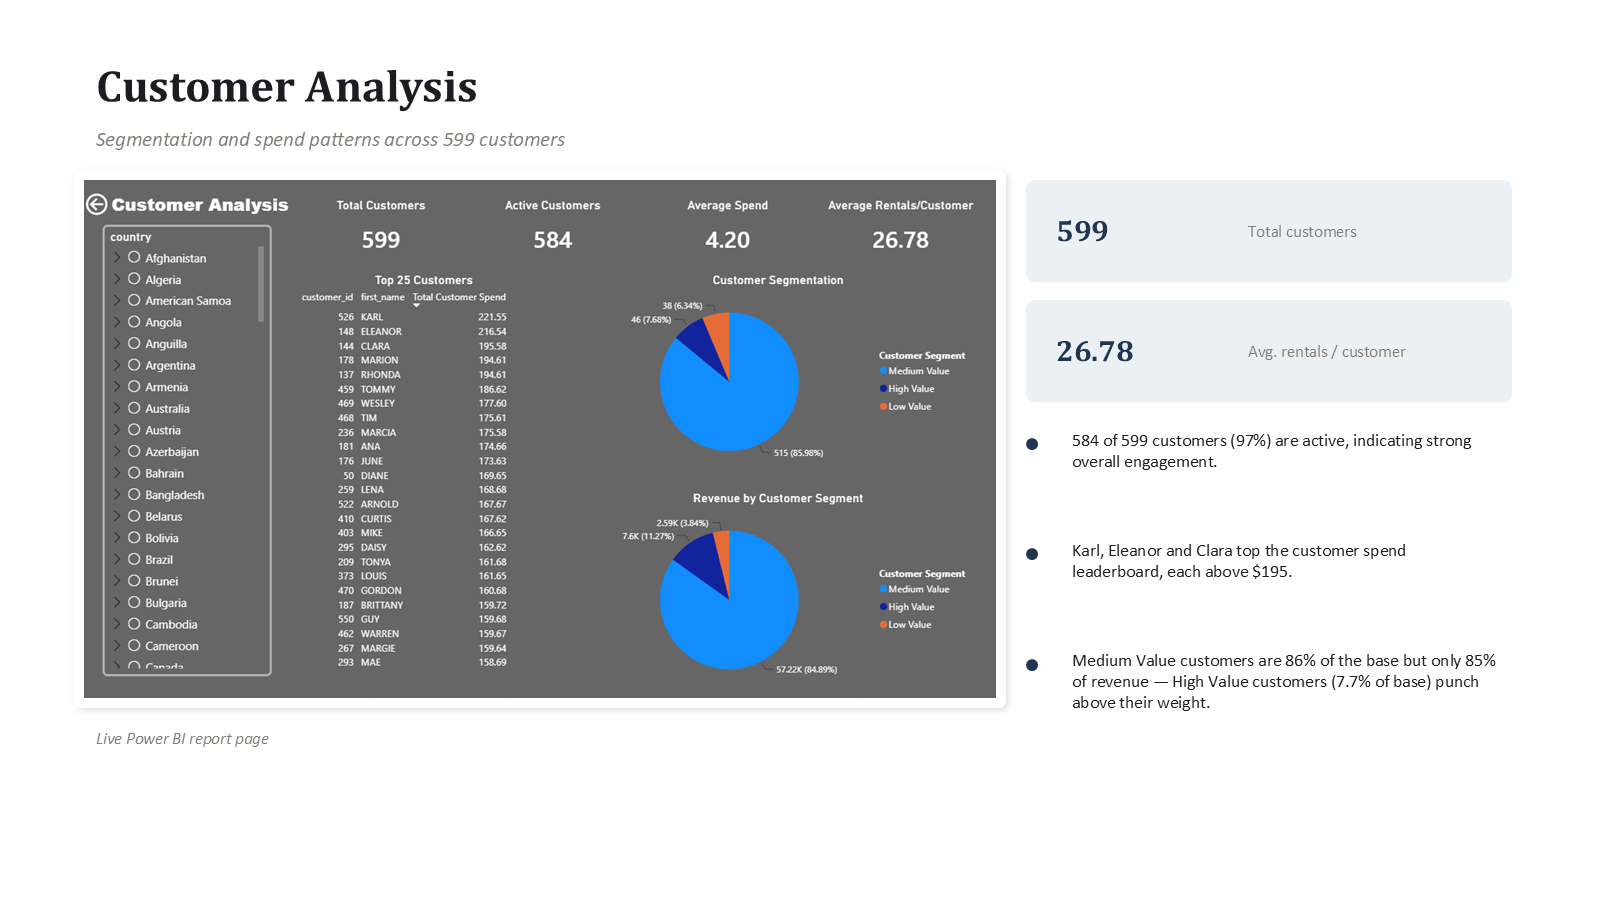 Customer Analysis
Segmentation and spend patterns across 599 customers
Customer Analysis
Total Customers
Active Customers
Average Spend
Average Rentals/Customer
599
584
4.20
26.78
country
Afghanistan
Algeria
American Samoa
Angola
Anguilla
Argentina
Armenia
Australia
Austria
Azerbaijan
Bahrain
Bangladesh
Belarus
Bolivia
Brazil
Brunei
Bulgaria
Cambodia
Cameroon
Canada
Top 25 Customers
customer_id first_name Total Customer Spend
526 KARL 221.55
148 ELEANOR 216.54
144 CLARA 195.58
178 MARION 194.61
137 RHONDA 194.61
459 TOMMY 186.62
469 WESLEY 177.60
468 TIM 175.61
236 MARCIA 175.58
181 ANA 174.66
176 JUNE 173.63
50 DIANE 169.65
259 LENA 168.68
522 ARNOLD 167.67
410 CURTIS 167.62
403 MIKE 166.65
295 DAISY 162.62
209 TONYA 161.68
373 LOUIS 161.65
470 GORDON 160.68
187 BRITTANY 159.72
550 GUY 159.68
462 WARREN 159.67
267 MARGIE 159.64
293 MAE 158.69
Customer Segmentation
38 (6.34%)
46 (7.68%)
515 (85.98%)
Customer Segment
Medium Value
High Value
Low Value
Revenue by Customer Segment
2.59K (3.84%)
7.6K (11.27%)
57.22K (84.89%)
Customer Segment
Medium Value
High Value
Low Value
Live Power BI report page
599 Total customers
26.78 Avg. rentals / customer
584 of 599 customers (97%) are active, indicating strong
overall engagement.
Karl, Eleanor and Clara top the customer spend
leaderboard, each above $195.
Medium Value customers are 86% of the base but only 85%
of revenue — High Value customers (7.7% of base) punch
above their weight.